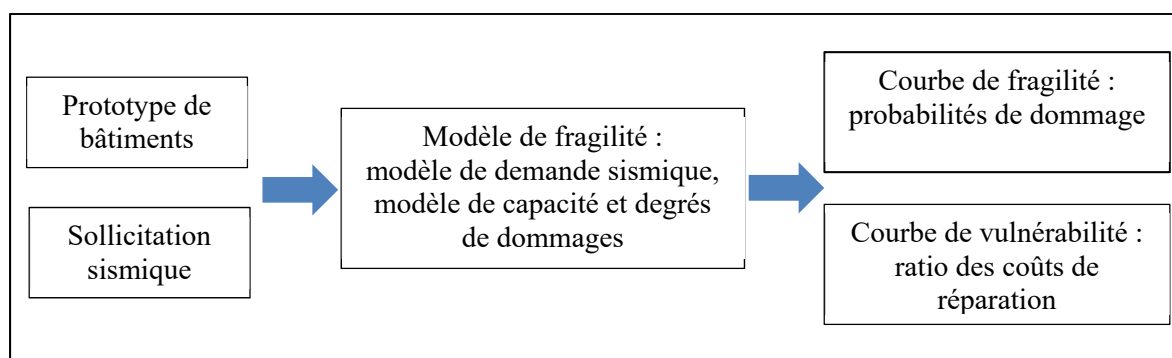 Prototype de
bâtiments
Sollicitation
sismique
Modèle de fragilité :
modèle de demande sismique,
modèle de capacité et degrés
de dommages
Courbe de fragilité :
probabilités de dommage
Courbe de vulnérabilité :
ratio des coûts de
réparation